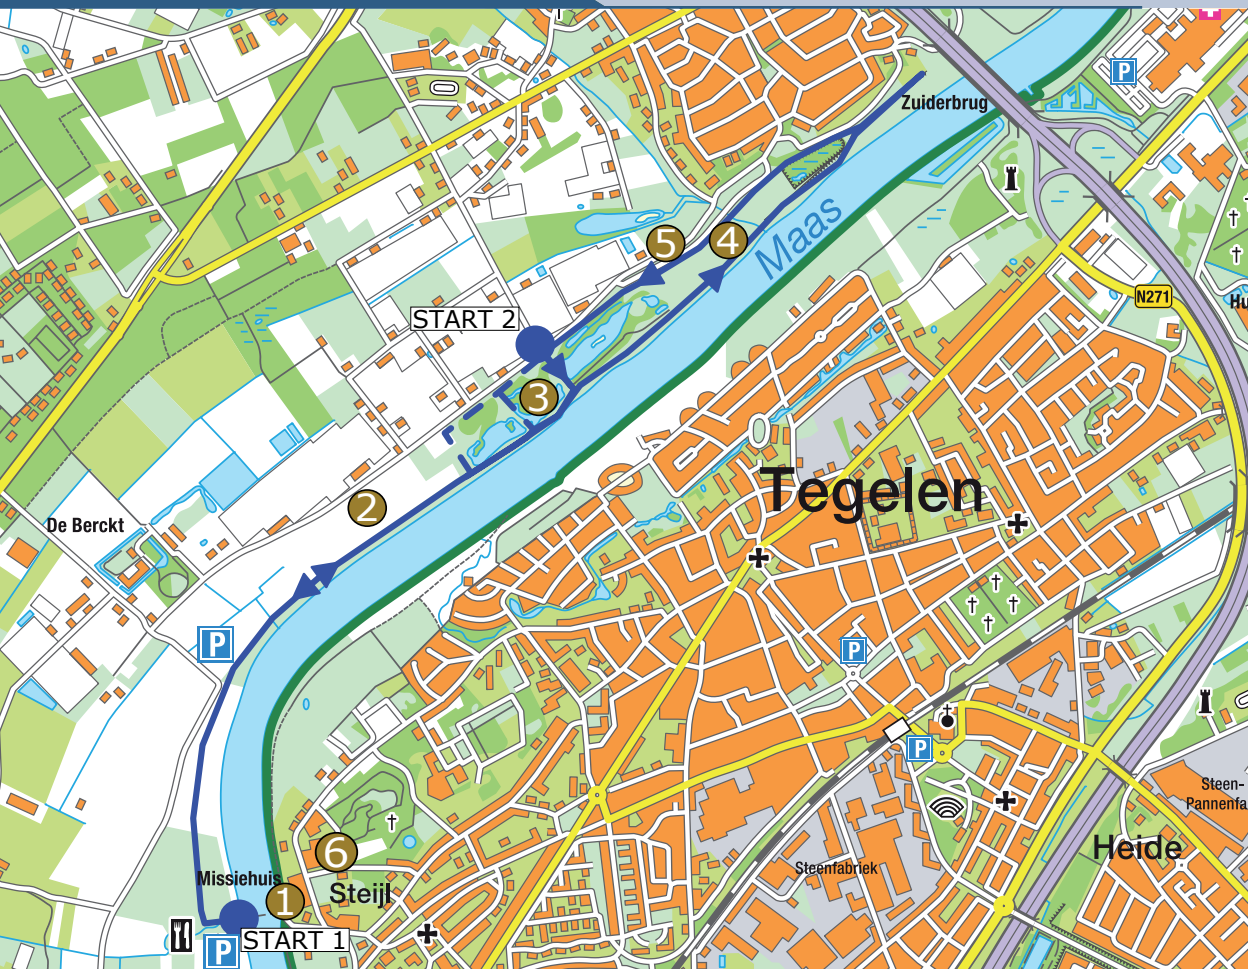 P
Zuiderbrug
Maas
5
4
N271
Hu
START 2
3
Tegelen
2
De Berckt
P
P
P
Steen-
Pannenfa
Heide
6
Steenfabriek
Missiehuis
1
Steijl
START 1
P